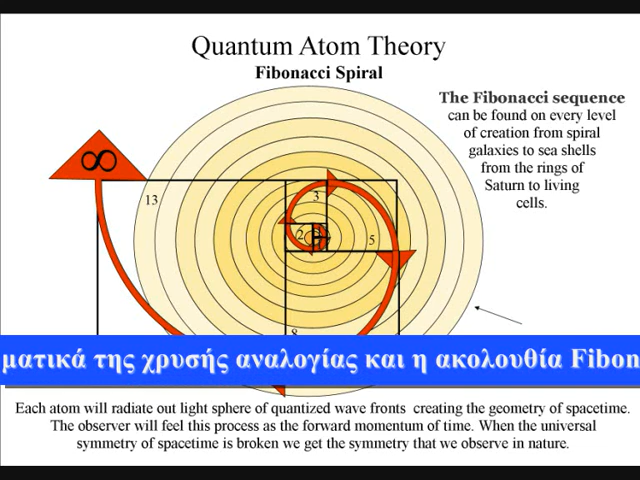 Quantum Atom Theory
Fibonacci Spiral
The Fibonacci sequence
can be found on every level
of creation from spiral
galaxies to sea shells
from the rings of
Saturn to living
cells.
∞
13
3
2
5
8
ματικά της χρυσής αναλογίας και η ακολουθία Fibon
Each atom will radiate out light sphere of quantized wave fronts creating the geometry of spacetime.
The observer will feel this process as the forward momentum of time. When the universal
symmetry of spacetime is broken we get the symmetry that we observe in nature.